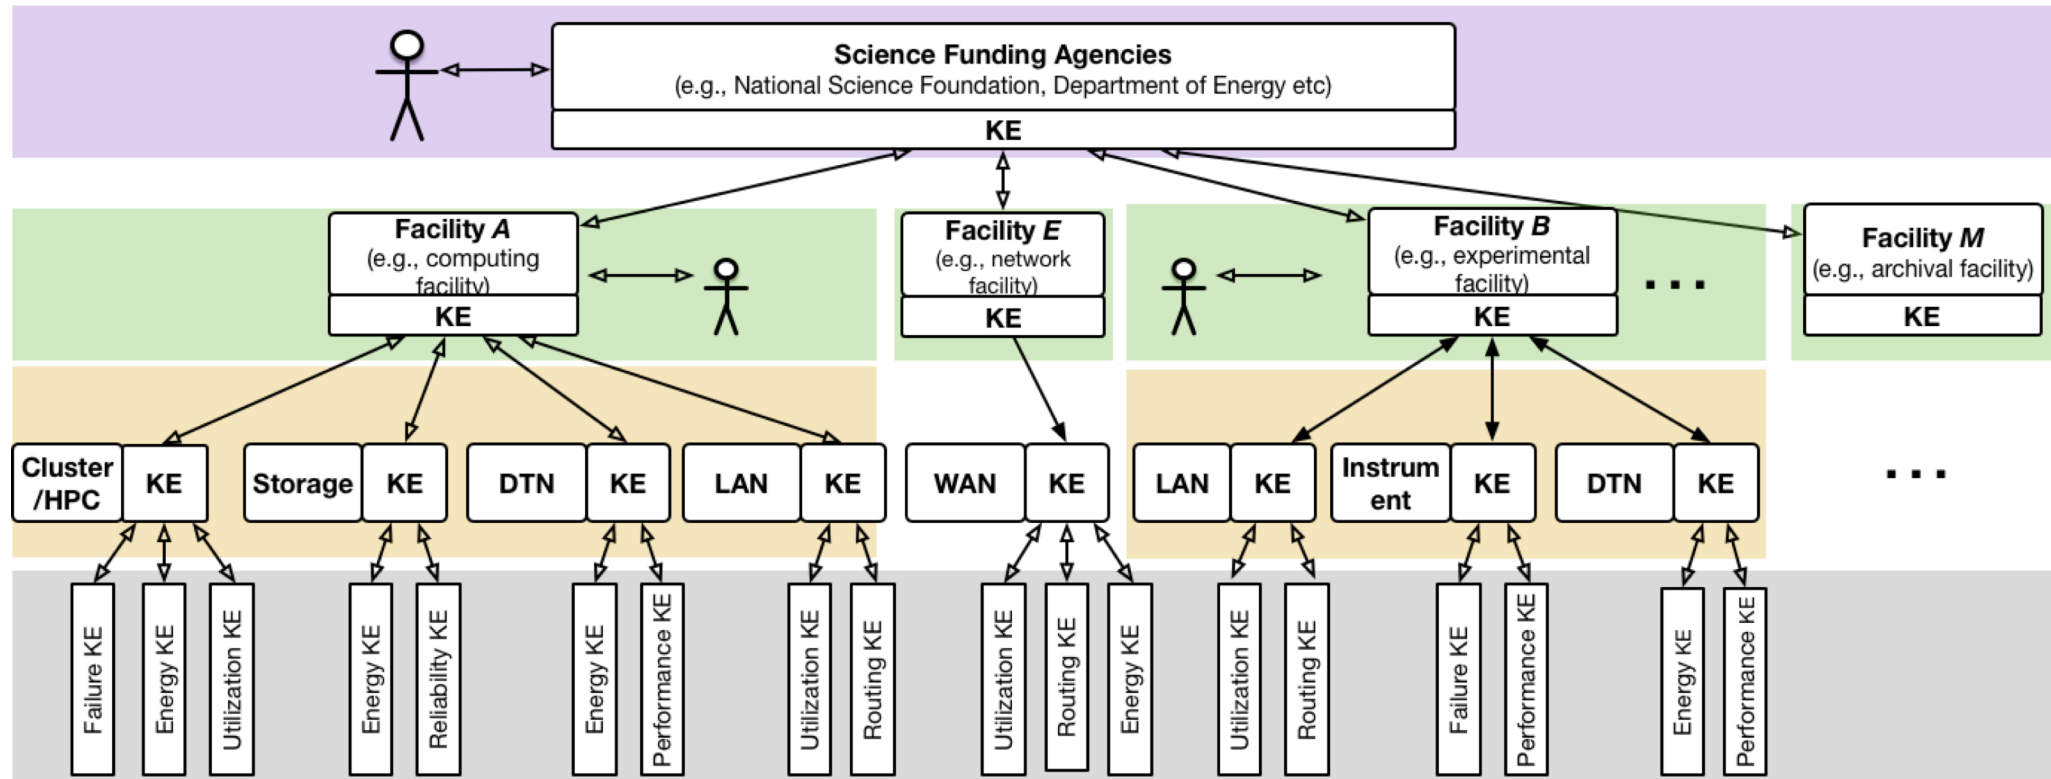 Science Funding Agencies
(e.g., National Science Foundation, Department of Energy etc)
KE
Facility A
(e.g., computing
facility)
KE
Facility E
(e.g., network
facility)
KE
Facility B
(e.g., experimental
facility)
KE
...
Facility M
(e.g., archival facility)
KE
Cluster
/HPC
KE
Storage
KE
DTN
KE
LAN
KE
WAN
KE
LAN
KE
Instrum
ent
KE
DTN
KE
...
Failure KE
Energy KE
Utilization KE
Energy KE
Reliability KE
Energy KE
Performance KE
Utilization KE
Routing KE
Utilization KE
Routing KE
Energy KE
Utilization KE
Routing KE
Failure KE
Performance KE
Energy KE
Performance KE